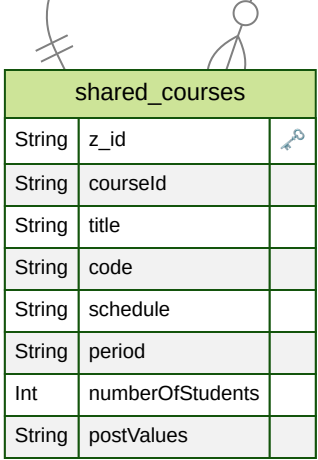 shared_courses
String z_id
String courseId
String title
String code
String schedule
String period
Int numberOfStudents
String postValues